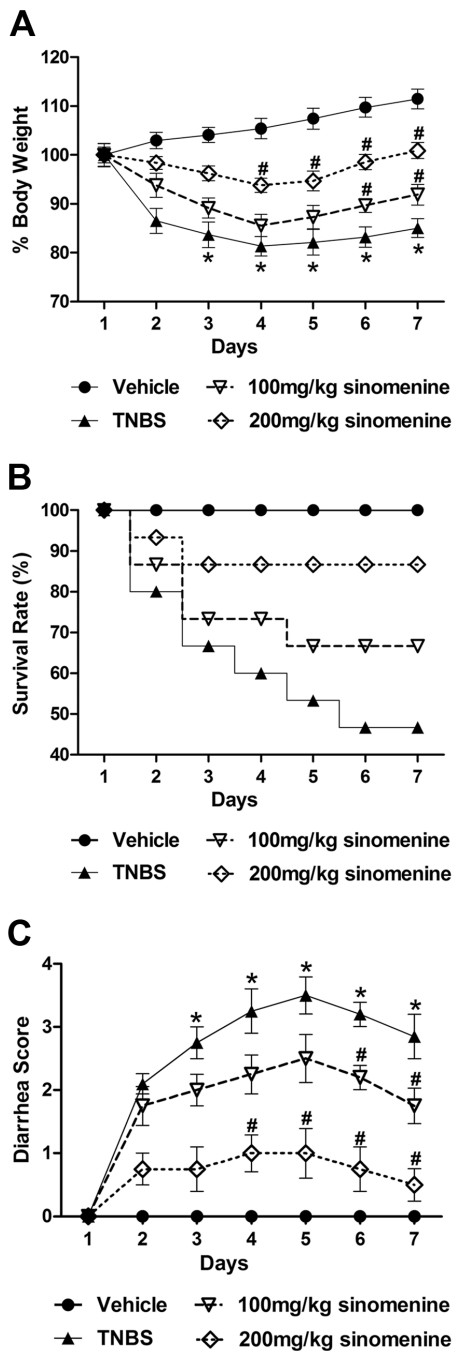 A
120
110
100
90
80
70
% Body Weight
# # # #
# #
* * * * *
1 2 3 4 5 6 7
Days
Vehicle 100mg/kg sinomenine
TNBS 200mg/kg sinomenine
B
100
90
80
70
60
50
40
Survival Rate (%)
1 2 3 4 5 6 7
Days
Vehicle 100mg/kg sinomenine
TNBS 200mg/kg sinomenine
C
4
3
2
1
0
Diarrhea Score
* * * * *
# #
# # # #
1 2 3 4 5 6 7
Days
Vehicle 100mg/kg sinomenine
TNBS 200mg/kg sinomenine